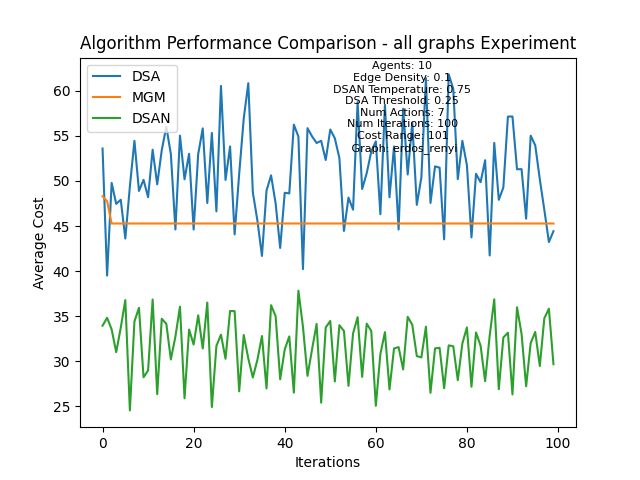 Algorithm Performance Comparison - all graphs Experiment
DSA
MGM
DSAN
Agents: 10
Edge Density: 0.1
DSAN Temperature: 0.75
DSA Threshold: 0.25
Num Actions: 7
Num Iterations: 100
Cost Range: 101
Graph: erdos_renyi
Average Cost
60
55
50
45
40
35
30
25
0
20
40
60
80
100
Iterations